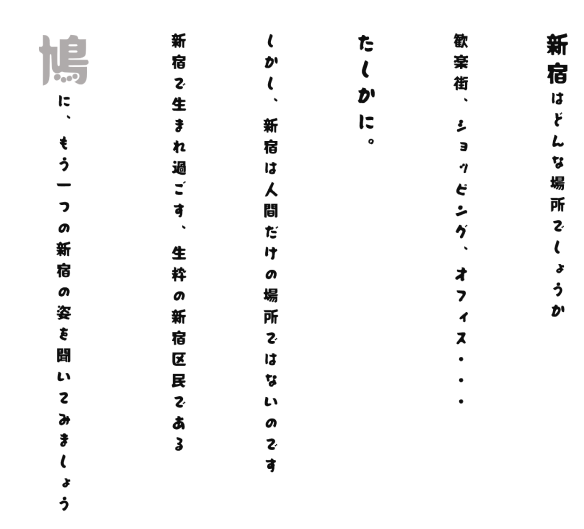 新宿はどんな場所でしょうか
歓楽街、ショッピング、オフィス・・・
たしかに。
しかし、新宿は人間だけの場所ではないのです
新宿で生まれ過ごす、生粋の新宿区民である
鳩に、もう一つの新宿の姿を聞いてみましょう